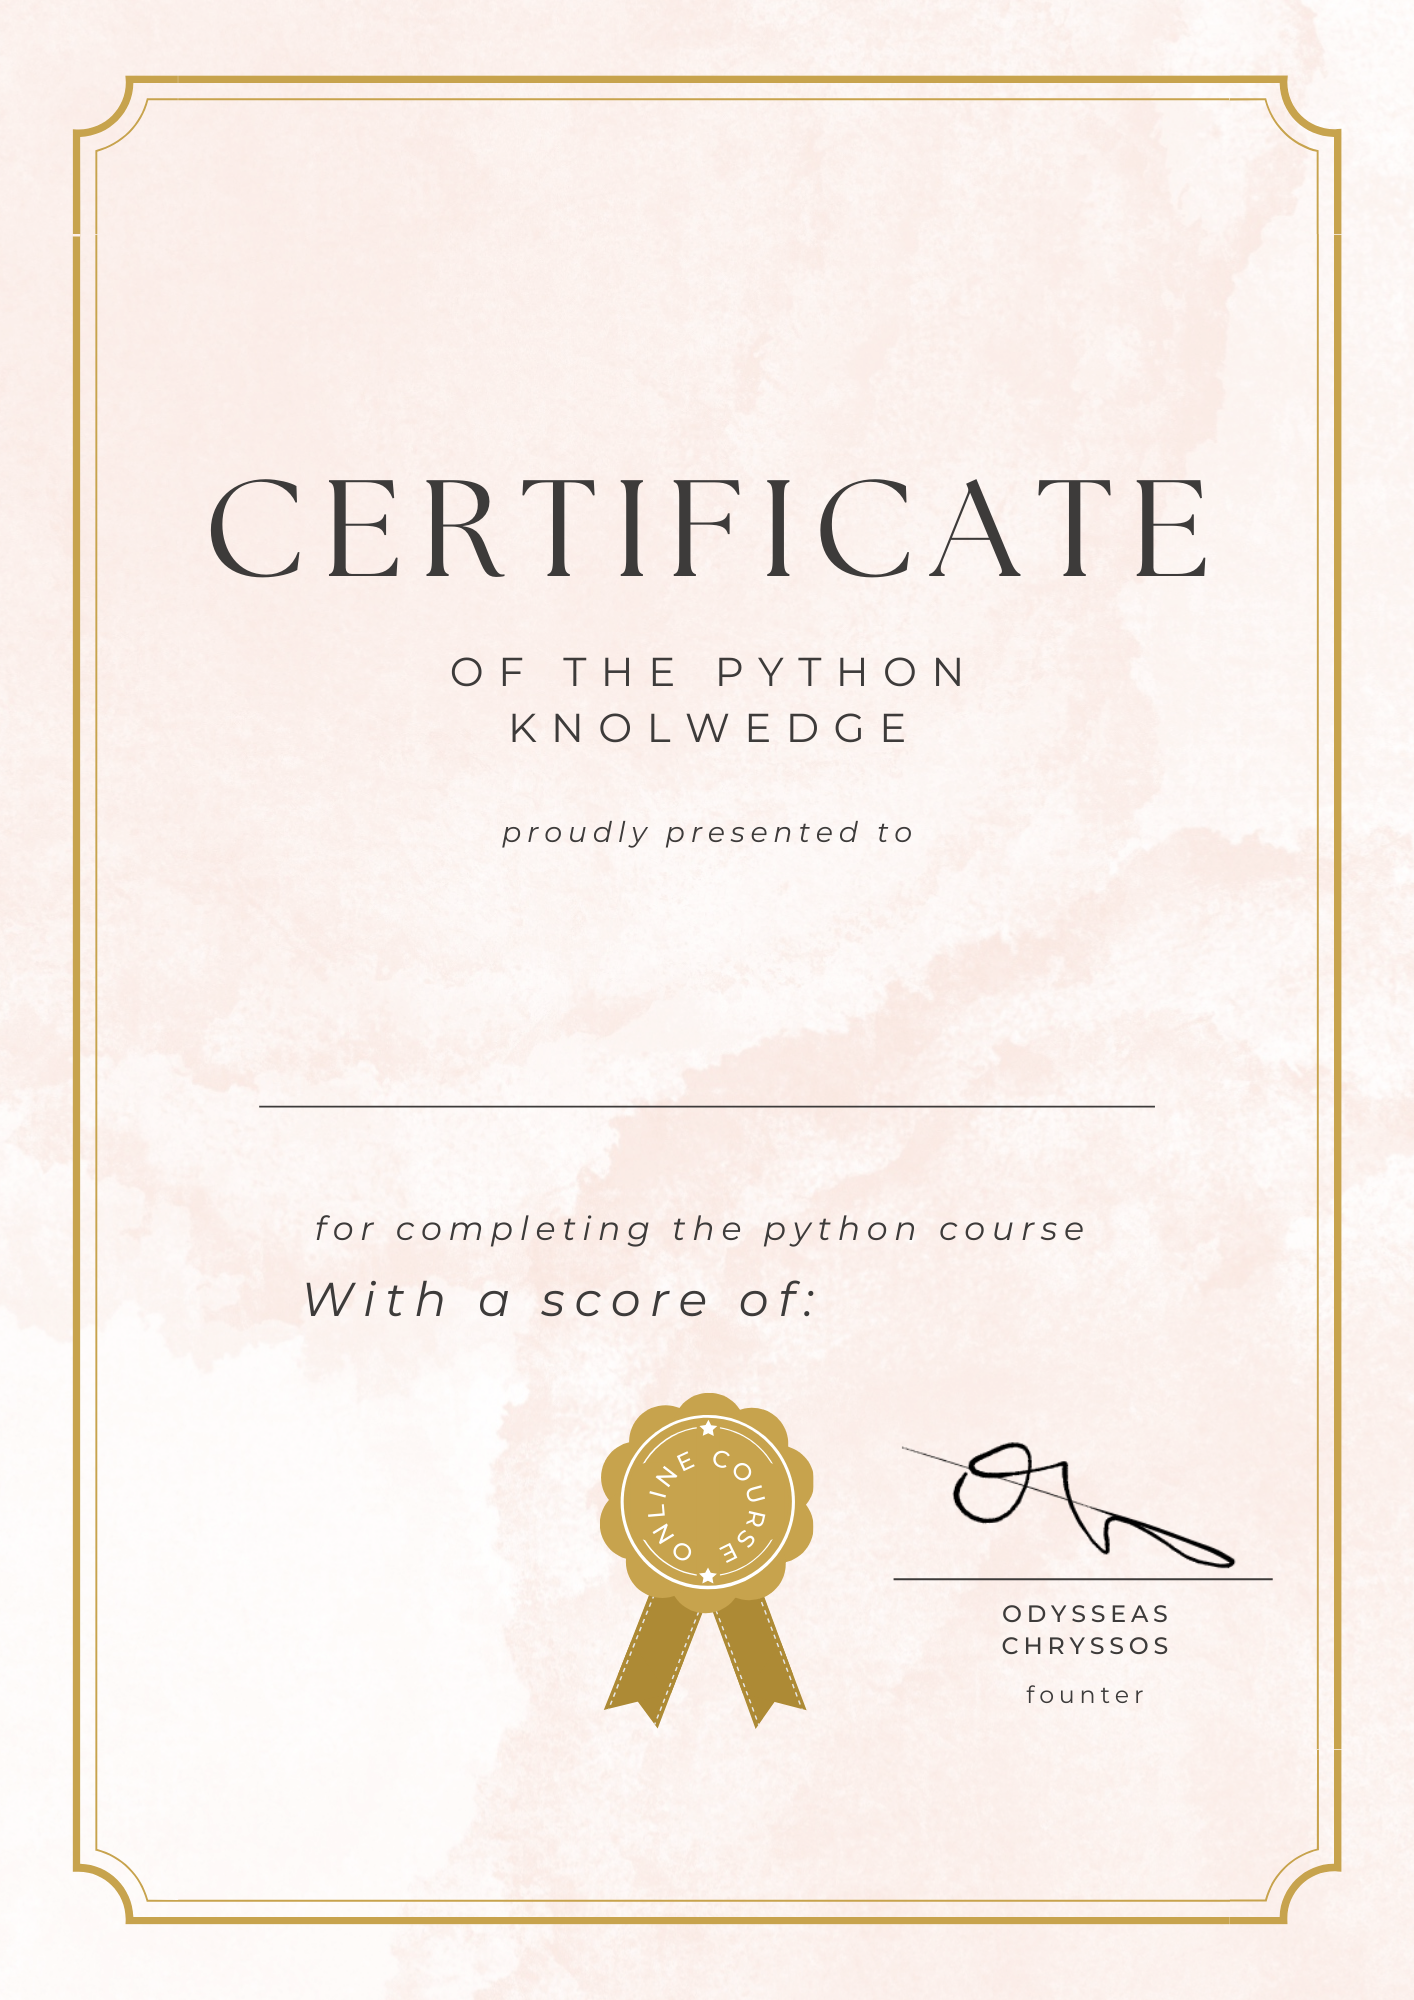 CERTIFICATE
OF THE PYTHON
KNOLWEDGE
proudly presented to
for completing the python course
With a score of:
ONLINE COURSE
ODYSSEAS
CHRYSSOS
founter